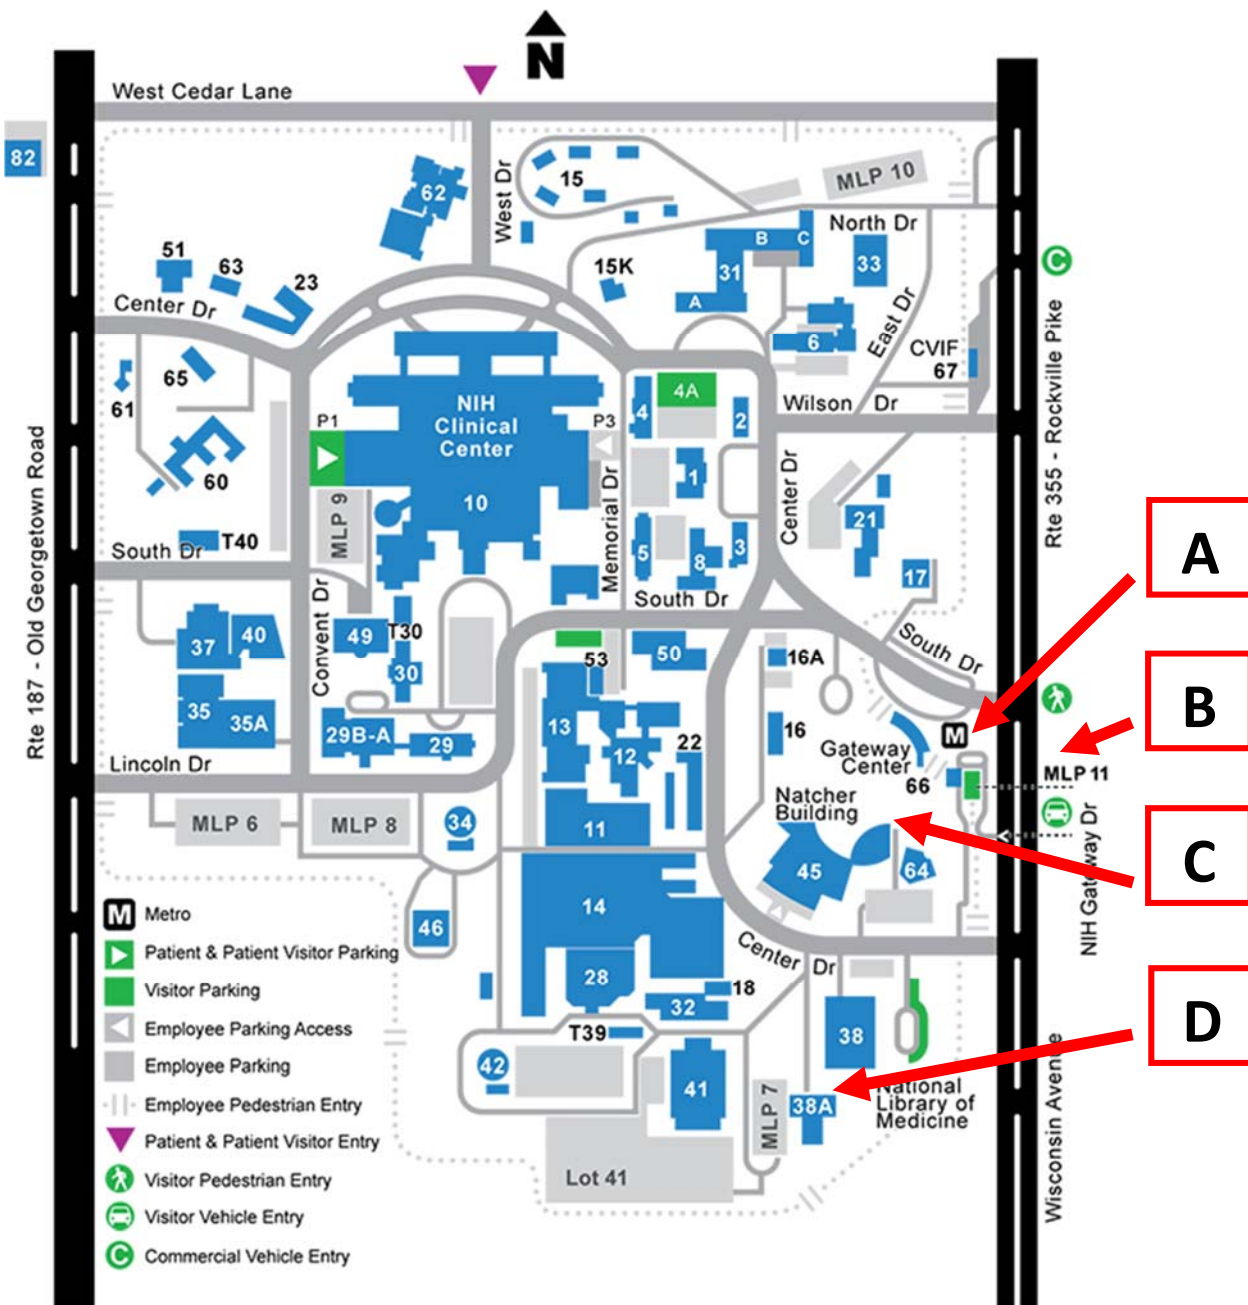 N
West Cedar Lane
82
62
West Dr
15
MLP 10
North Dr
51
63
23
15K
B
C
31
A
33
Center Dr
6
East Dr
CVIF
67
65
61
NIH
Clinical
Center
10
P1
P3
4
4A
2
Wilson Dr
60
MLP 9
1
Memorial Dr
Center Dr
21
Rte 355 - Rockville Pike
C
Rte 187 - Old Georgetown Road
T40
South Dr
5
8
3
17
A
South Dr
South Dr
37
40
Convent Dr
49
T30
30
53
50
16A
35
35A
29B-A
29
13
12
22
16
Gateway
Center
66
M
B
MLP 11
Lincoln Dr
Natcher
Building
MLP 6
MLP 8
34
11
45
64
C
NIH Gateway Dr
14
46
28
Center Dr
18
32
T39
42
41
38
D
MLP 7
38A
National
Library of
Medicine
Lot 41
Wisconsin Avenue
M Metro
Patient & Patient Visitor Parking
Visitor Parking
Employee Parking Access
Employee Parking
Employee Pedestrian Entry
Patient & Patient Visitor Entry
Visitor Pedestrian Entry
Visitor Vehicle Entry
C Commercial Vehicle Entry